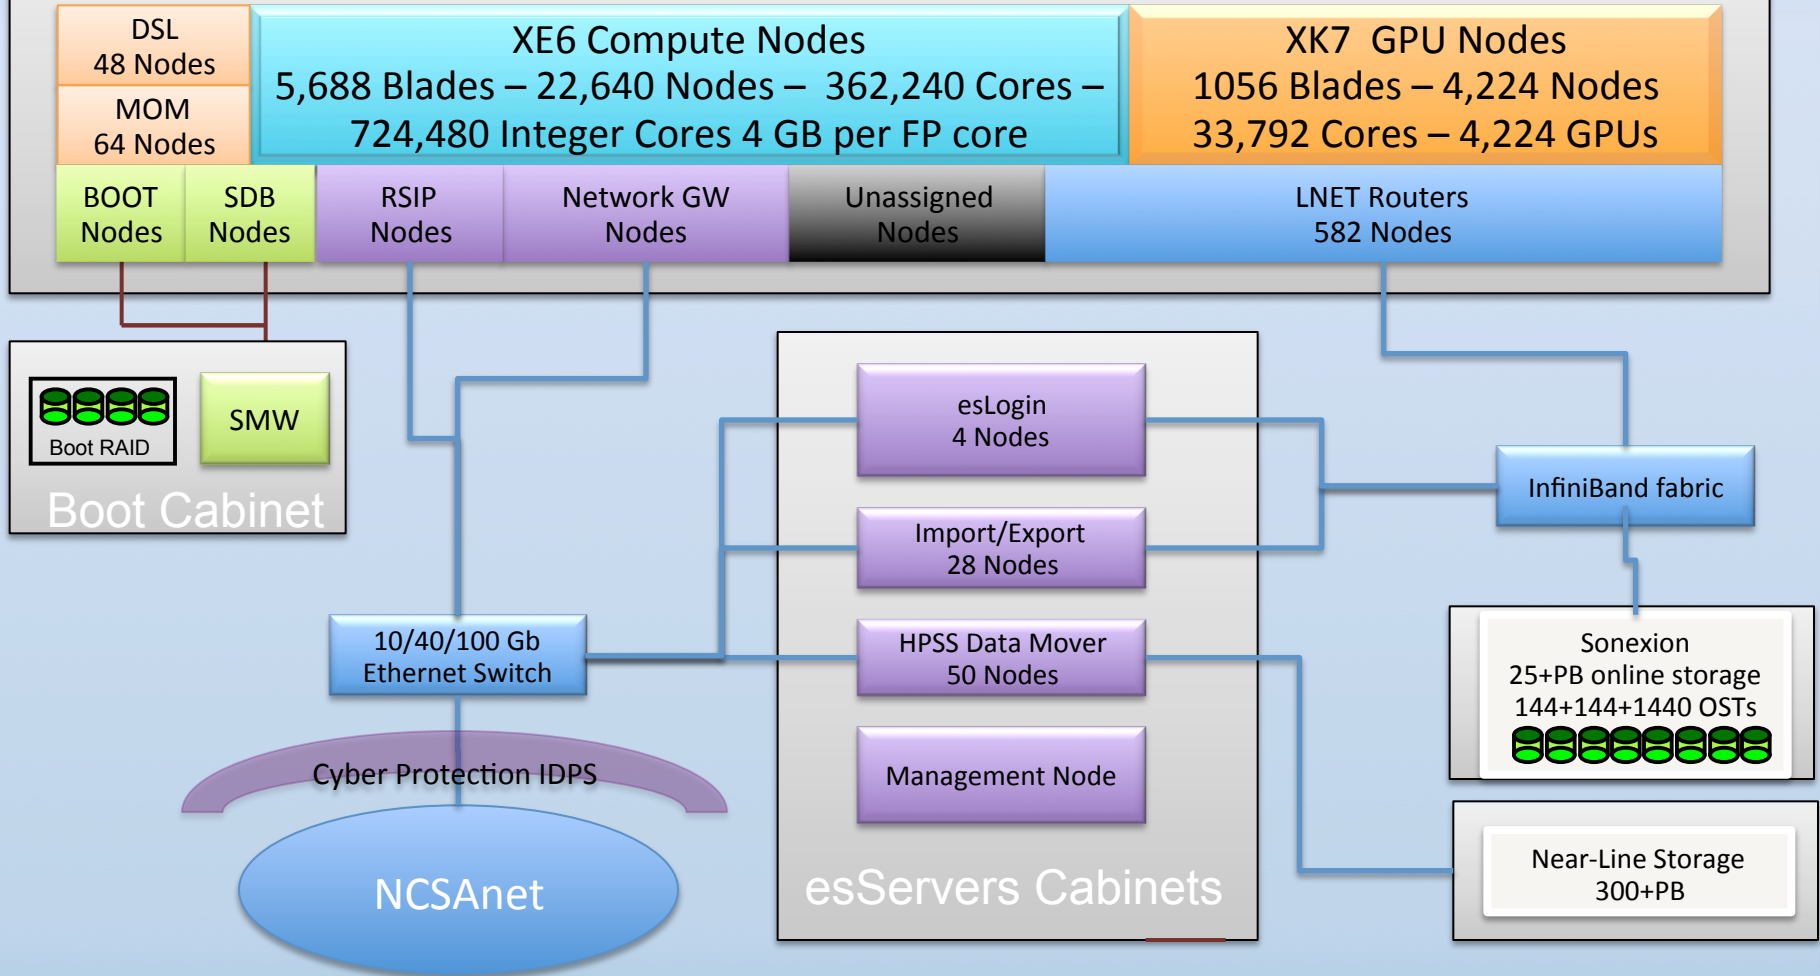 DSL
48 Nodes
MOM
64 Nodes
XE6 Compute Nodes
5,688 Blades – 22,640 Nodes – 362,240 Cores –
724,480 Integer Cores 4 GB per FP core
XK7 GPU Nodes
1056 Blades – 4,224 Nodes
33,792 Cores – 4,224 GPUs
BOOT
Nodes
SDB
Nodes
RSIP
Nodes
Network GW
Nodes
Unassigned
Nodes
LNET Routers
582 Nodes
Boot RAID
SMW
Boot Cabinet
esLogin
4 Nodes
Import/Export
28 Nodes
HPSS Data Mover
50 Nodes
Management Node
esServers Cabinets
InfiniBand fabric
10/40/100 Gb
Ethernet Switch
Cyber Protection IDPS
NCSAnet
Sonexion
25+PB online storage
144+144+1440 OSTs
Near-Line Storage
300+PB